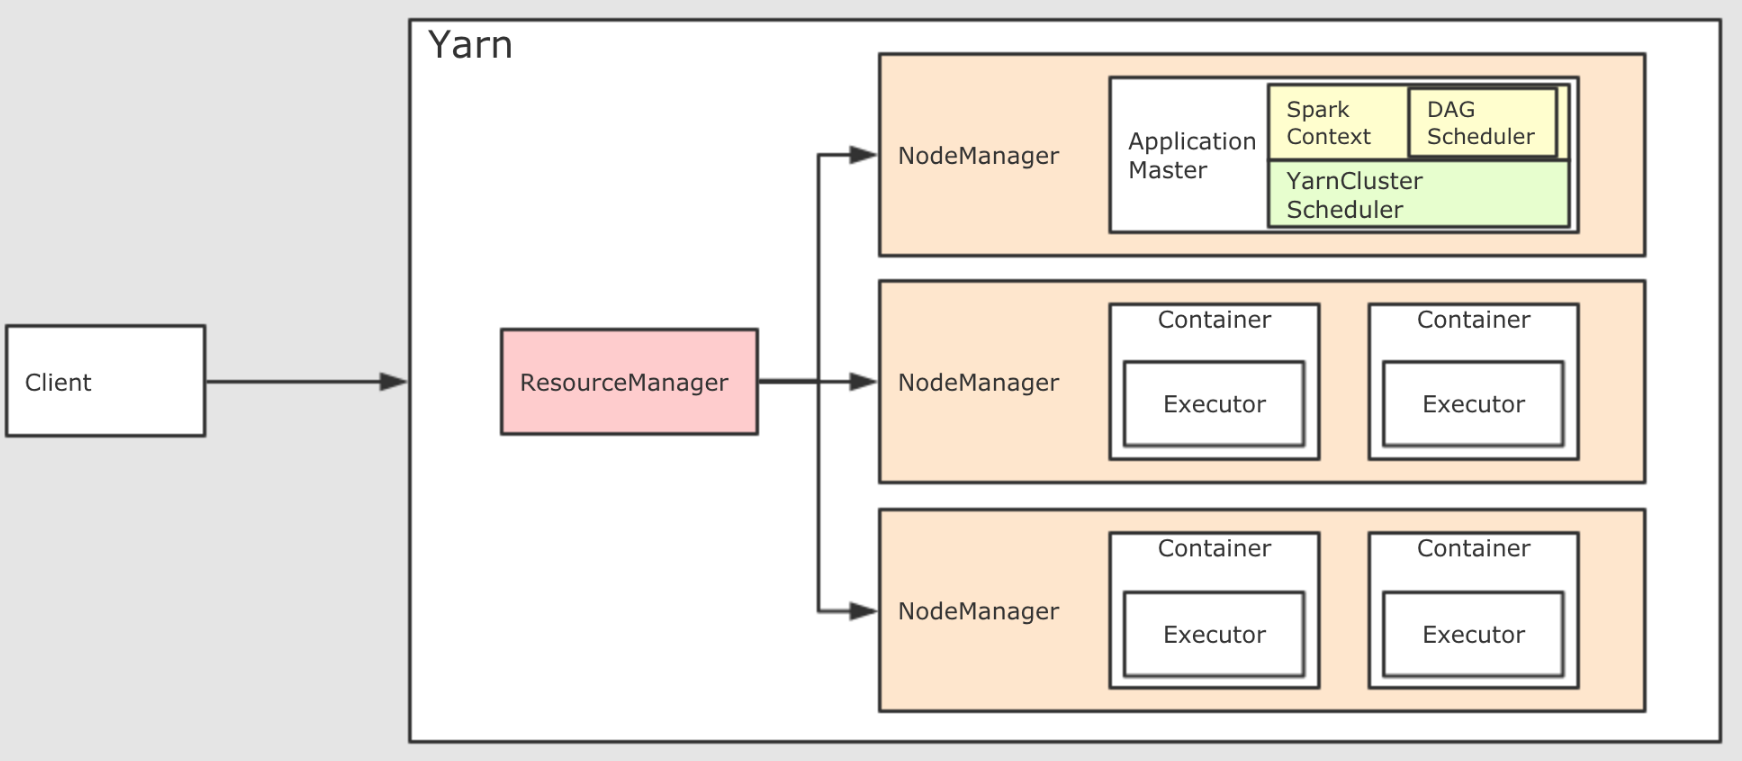 Yarn
Client
ResourceManager
NodeManager
Application
Master
Spark
Context
DAG
Scheduler
YarnCluster
Scheduler
NodeManager
Container
Executor
Container
Executor
NodeManager
Container
Executor
Container
Executor